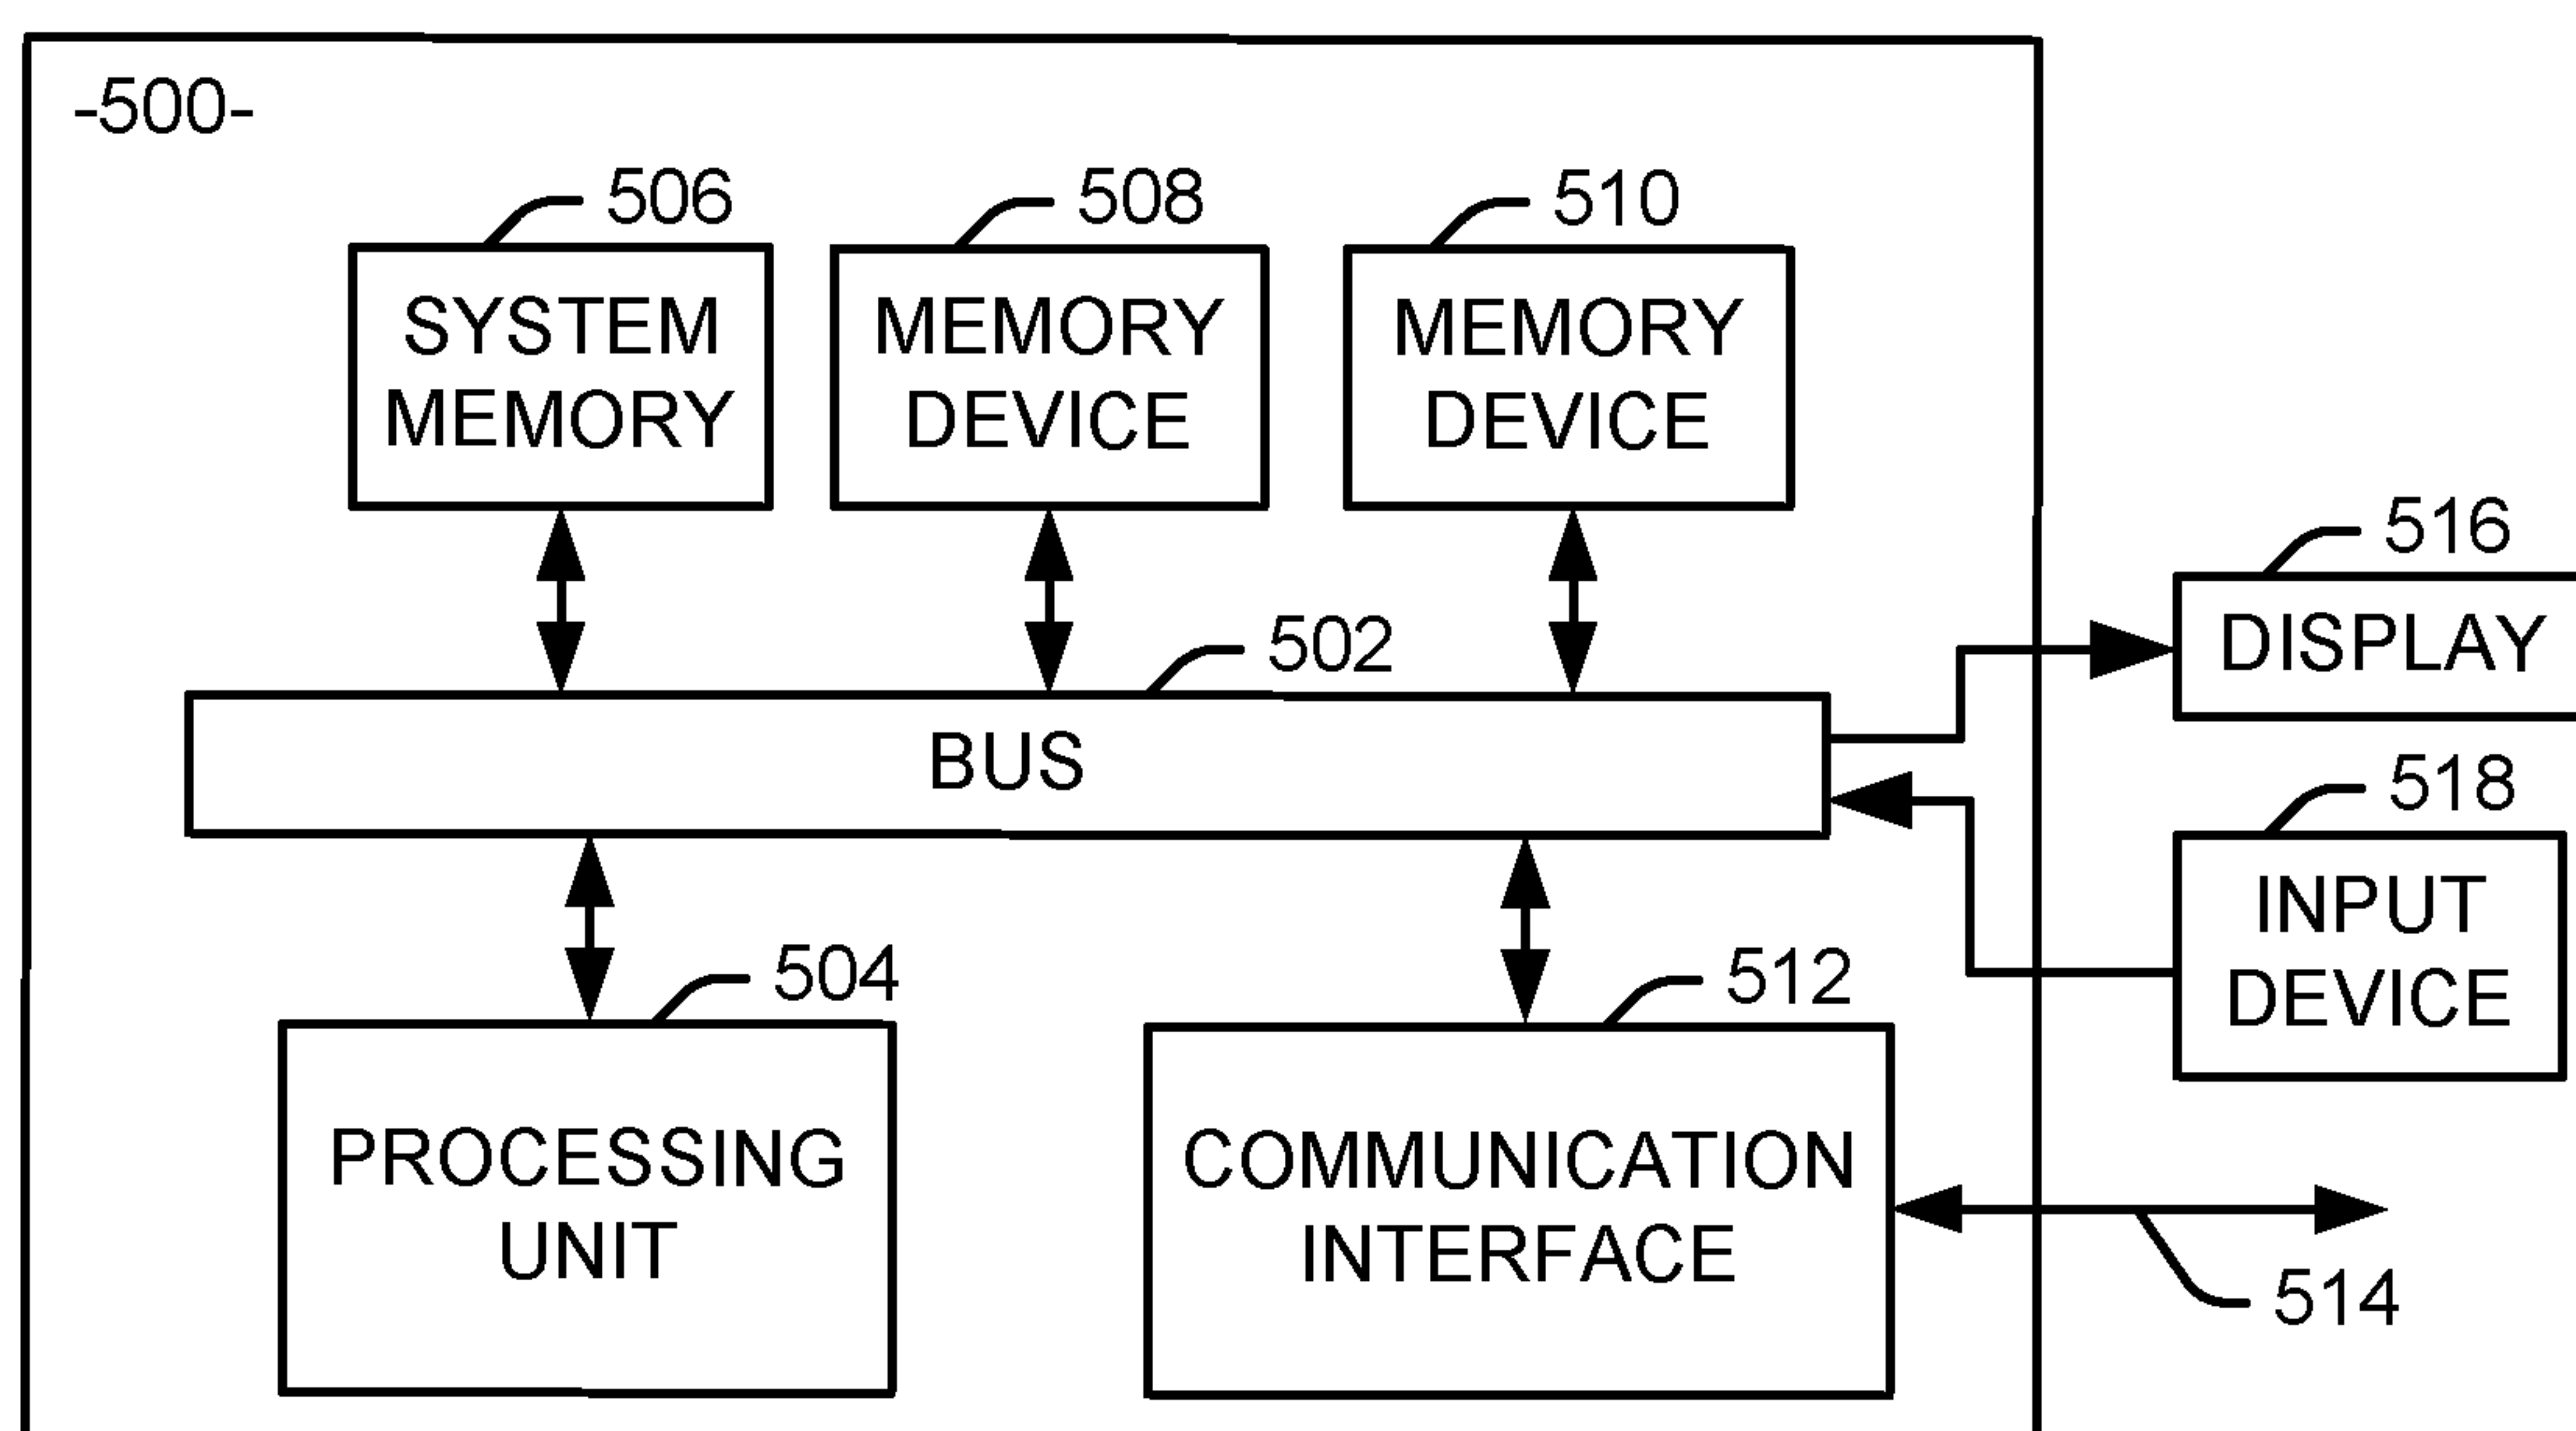 -500-
506
508
510
SYSTEM
MEMORY
MEMORY
DEVICE
MEMORY
DEVICE
516
DISPLAY
502
BUS
518
INPUT
DEVICE
504
512
PROCESSING
UNIT
COMMUNICATION
INTERFACE
514